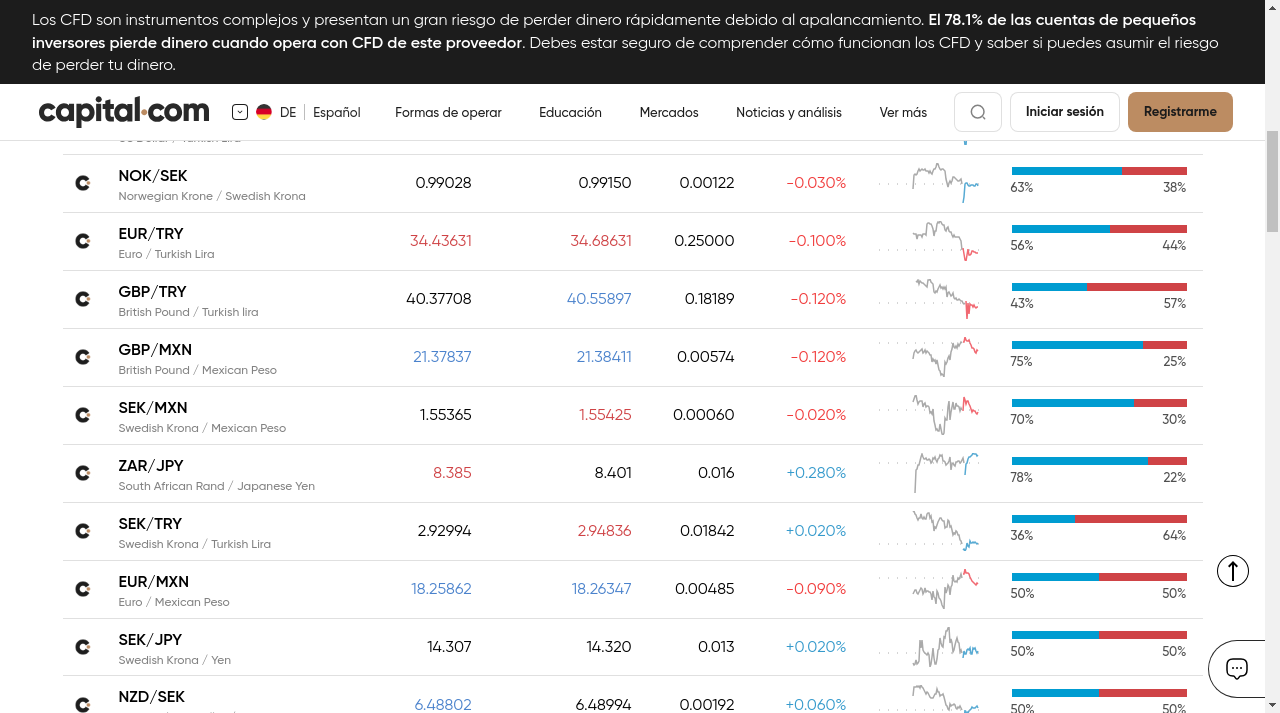 Los CFD son instrumentos complejos y presentan un gran riesgo de perder dinero rápidamente debido al apalancamiento. El 78.1% de las cuentas de pequeños
inversores pierde dinero cuando opera con CFD de este proveedor. Debes estar seguro de comprender cómo funcionan los CFD y saber si puedes asumir el riesgo
de perder tu dinero.
capital.com DE Español Formas de operar Educación Mercados Noticias y análisis Ver más Iniciar sesión Registrarme
NOK/SEK 0.99028 0.99150 0.00122 -0.030%
Norwegian Krone / Swedish Krona 63% 38%
EUR/TRY 34.43631 34.68631 0.25000 -0.100%
Euro / Turkish Lira 56% 44%
GBP/TRY 40.37708 40.55897 0.18189 -0.120%
British Pound / Turkish lira 43% 57%
GBP/MXN 21.37837 21.38411 0.00574 -0.120%
British Pound / Mexican Peso 75% 25%
SEK/MXN 1.55365 1.55425 0.00060 -0.020%
Swedish Krona / Mexican Peso 70% 30%
ZAR/JPY 8.385 8.401 0.016 +0.280%
South African Rand / Japanese Yen 78% 22%
SEK/TRY 2.92994 2.94836 0.01842 +0.020%
Swedish Krona / Turkish Lira 36% 64%
EUR/MXN 18.25862 18.26347 0.00485 -0.090%
Euro / Mexican Peso 50% 50%
SEK/JPY 14.307 14.320 0.013 +0.020%
Swedish Krona / Yen 50% 50%
NZD/SEK 6.48802 6.48994 0.00192 +0.060%
50% 50%